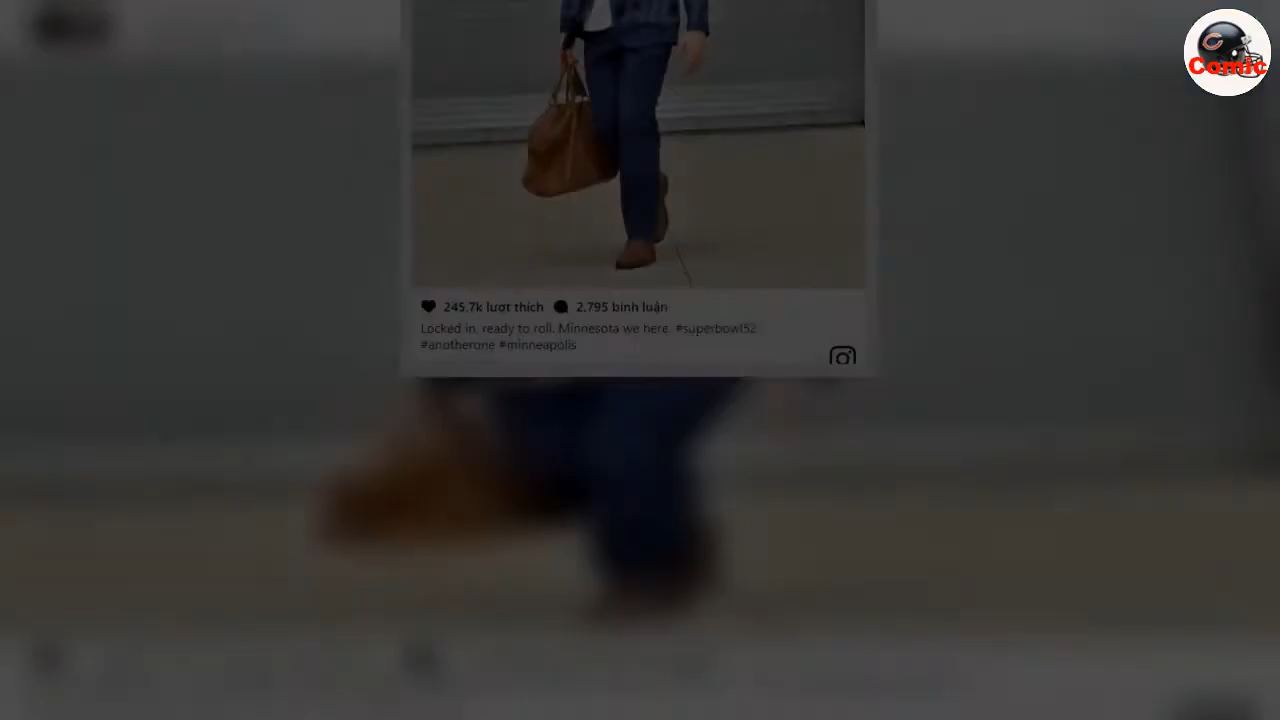 Comic
245.7k lượt thích 2.795 bình luận
Locked in, ready to roll. Minnesota we here. #superbowl52
#anotherone #minneapolis